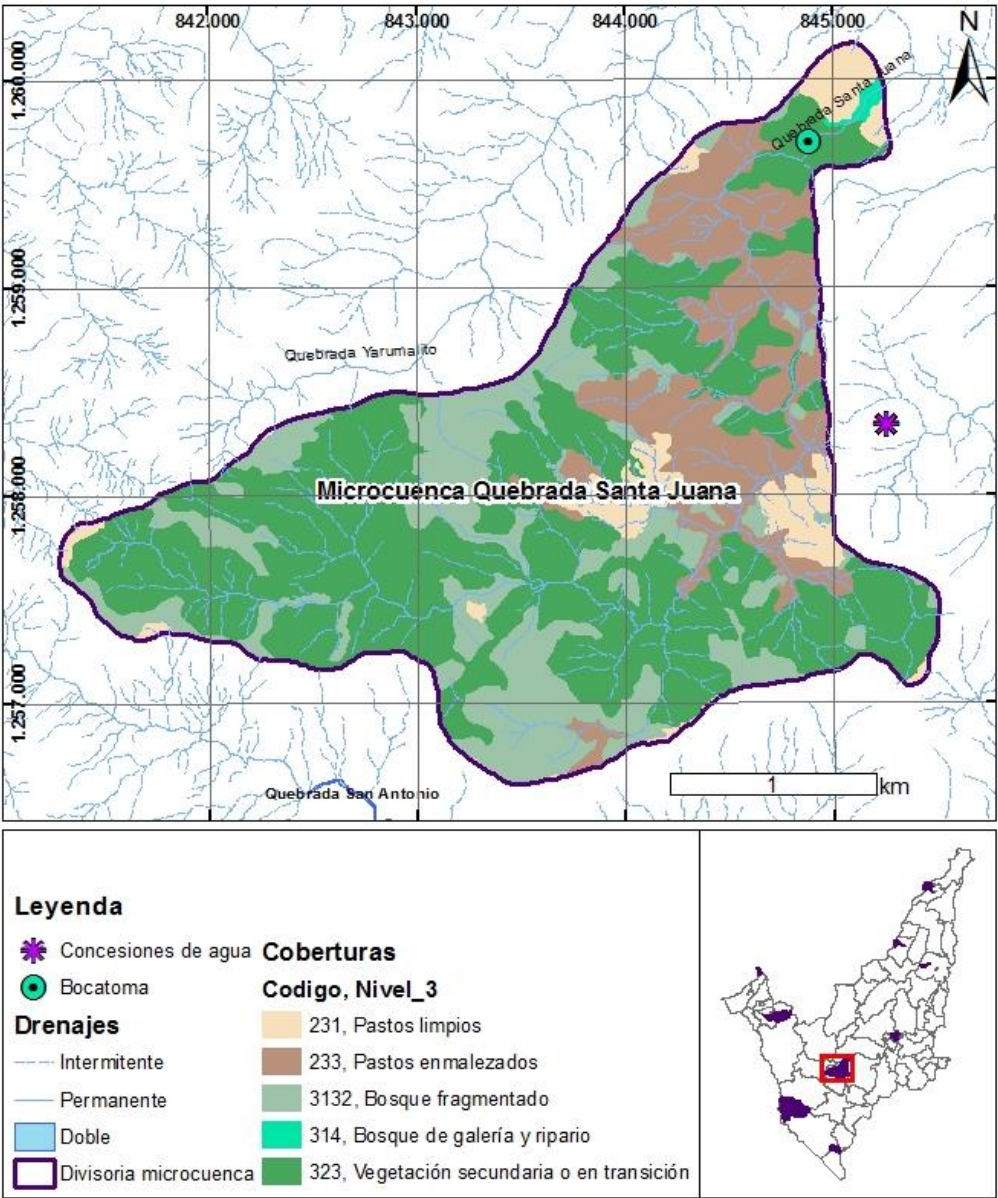 842.000 843.000 844.000 845.000
N
1.260.000
1.259.000
1.258.000
1.257.000
Quebrada Santa Juana
Quebrada Yarumalito
Microcuenca Quebrada Santa Juana
Quebrada San Antonio
1 km
Leyenda
Concesiones de agua
Bocatoma
Drenajes
Intermitente
Permanente
Doble
Divisoria microcuenca
Coberturas
Codigo, Nivel_3
231, Pastos limpios
233, Pastos enmalezados
3132, Bosque fragmentado
314, Bosque de galería y ripario
323, Vegetación secundaria o en transición